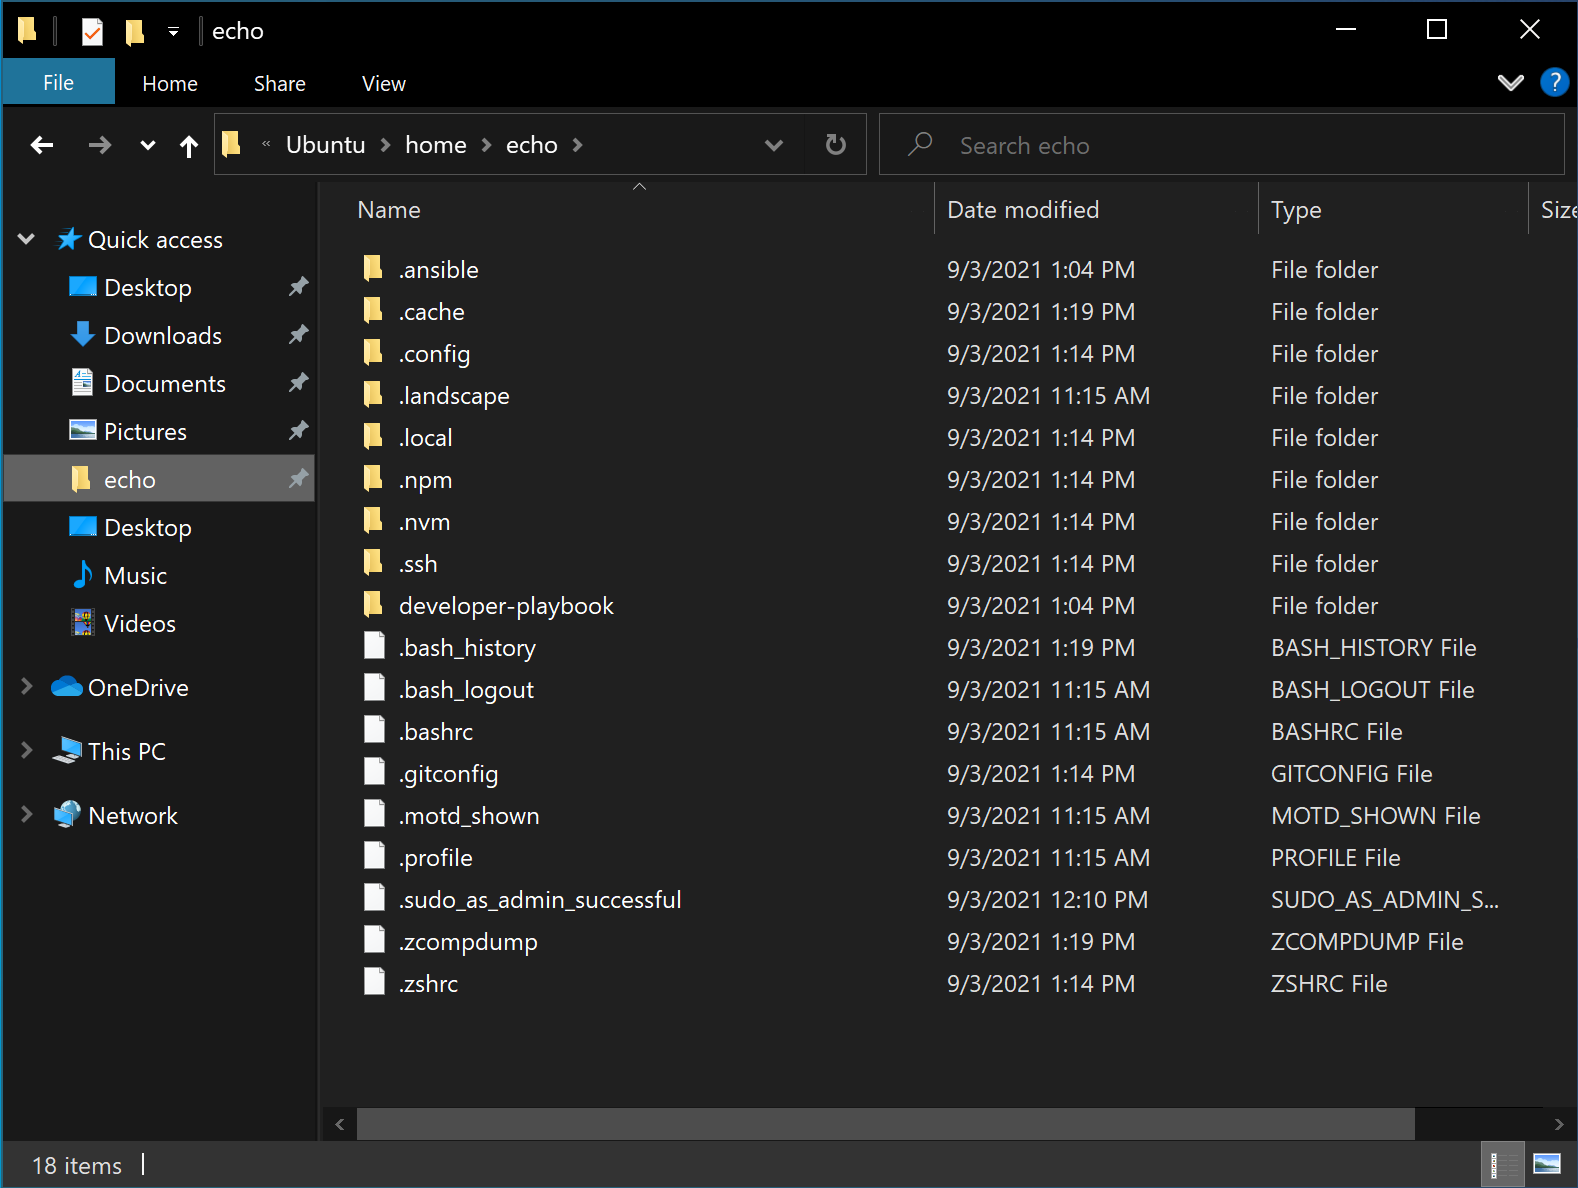 echo
File Home Share View ?
« Ubuntu > home > echo > Search echo
Name Date modified Type Size
Quick access
Desktop
Downloads
Documents
Pictures
echo
Desktop
Music
Videos
OneDrive
This PC
Network
.ansible 9/3/2021 1:04 PM File folder
.cache 9/3/2021 1:19 PM File folder
.config 9/3/2021 1:14 PM File folder
.landscape 9/3/2021 11:15 AM File folder
.local 9/3/2021 1:14 PM File folder
.npm 9/3/2021 1:14 PM File folder
.nvm 9/3/2021 1:14 PM File folder
.ssh 9/3/2021 1:14 PM File folder
developer-playbook 9/3/2021 1:04 PM File folder
.bash_history 9/3/2021 1:19 PM BASH_HISTORY File
.bash_logout 9/3/2021 11:15 AM BASH_LOGOUT File
.bashrc 9/3/2021 11:15 AM BASHRC File
.gitconfig 9/3/2021 1:14 PM GITCONFIG File
.motd_shown 9/3/2021 11:15 AM MOTD_SHOWN File
.profile 9/3/2021 11:15 AM PROFILE File
.sudo_as_admin_successful 9/3/2021 12:10 PM SUDO_AS_ADMIN_S...
.zcompdump 9/3/2021 1:19 PM ZCOMPDUMP File
.zshrc 9/3/2021 1:14 PM ZSHRC File
18 items